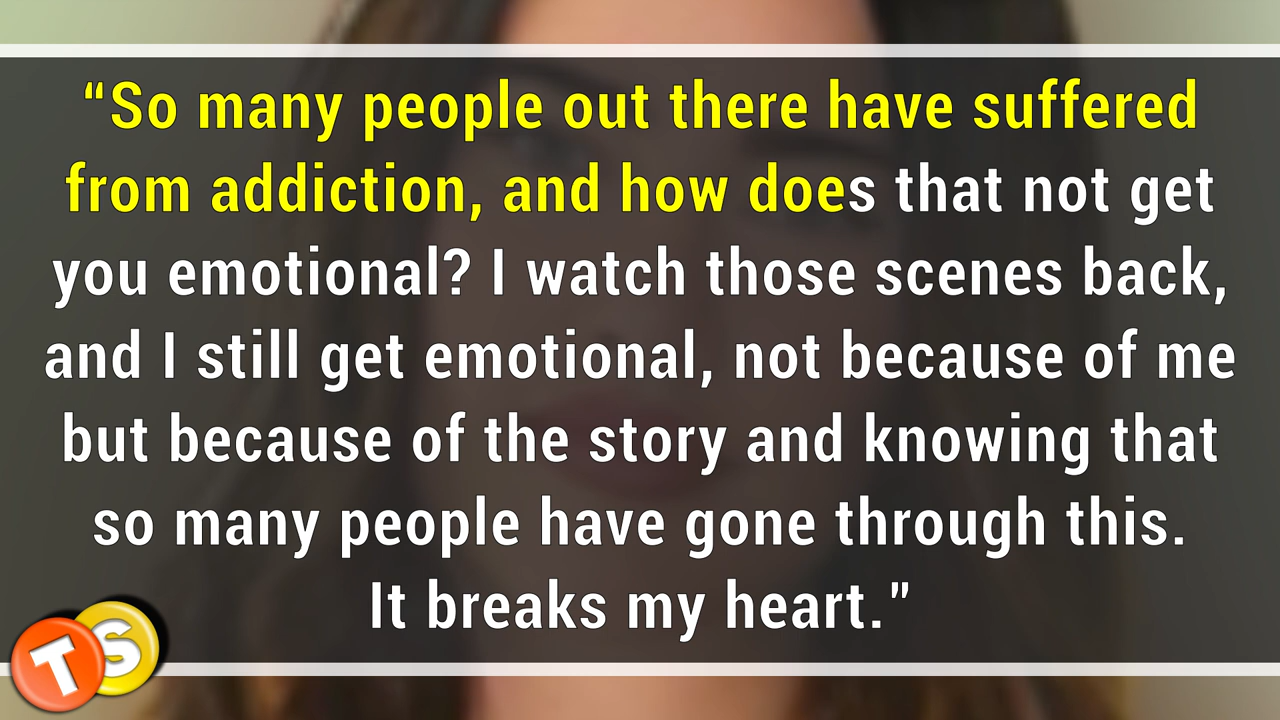 “So many people out there have suffered
from addiction, and how does that not get
you emotional? I watch those scenes back,
and I still get emotional, not because of me
but because of the story and knowing that
so many people have gone through this.
It breaks my heart.”
TS